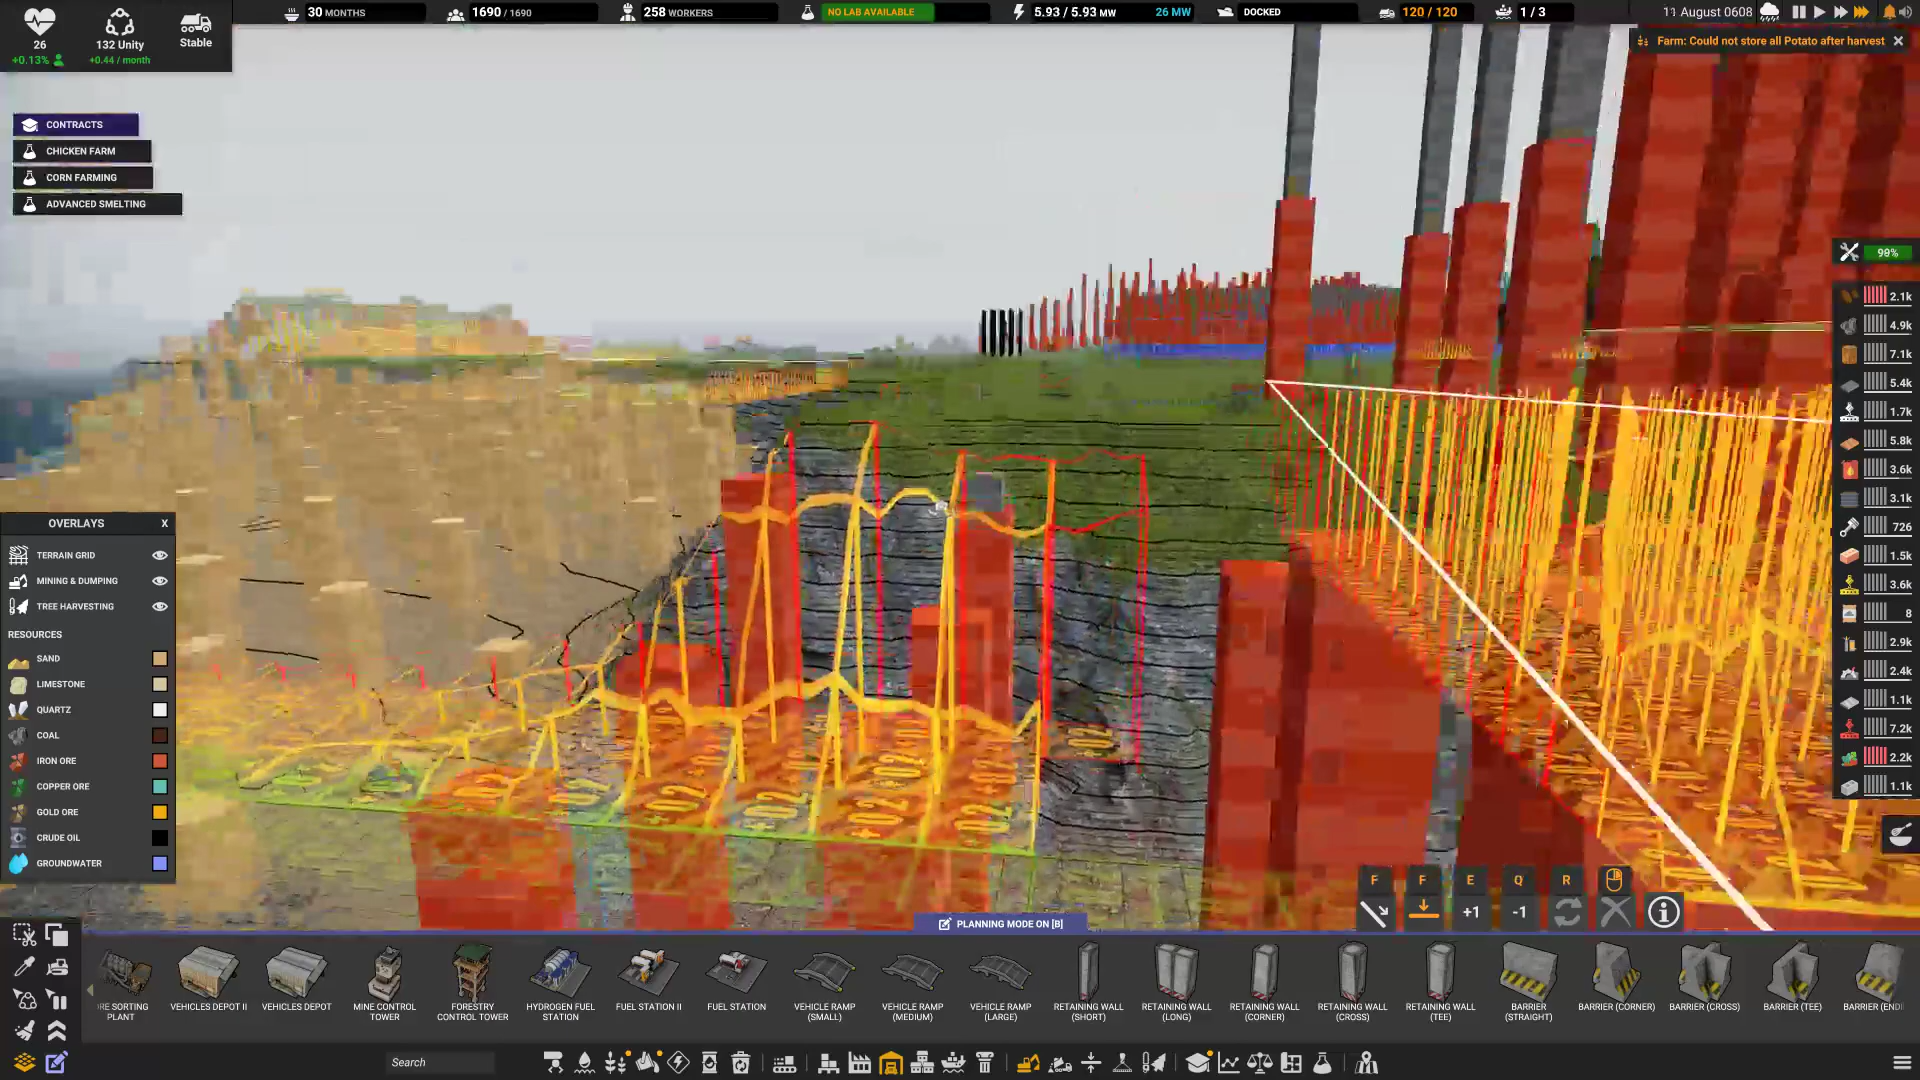 26
+0.13%
132 Unity
+0.44 / month
Stable
30 MONTHS
1690 / 1690
258 WORKERS
NO LAB AVAILABLE
5.93 / 5.93 MW
26 MW
DOCKED
120 / 120
1 / 3
11 August 0608
Farm: Could not store all Potato after harvest
CONTRACTS
CHICKEN FARM
CORN FARMING
ADVANCED SMELTING
98%
2.1k
4.9k
7.1k
5.4k
1.7k
5.8k
3.6k
3.1k
726
1.5k
3.6k
8
2.9k
2.4k
1.1k
7.2k
2.2k
1.1k
OVERLAYS X
TERRAIN GRID
MINING & DUMPING
TREE HARVESTING
RESOURCES
SAND
LIMESTONE
QUARTZ
COAL
IRON ORE
COPPER ORE
GOLD ORE
CRUDE OIL
GROUNDWATER
F F E Q R
+1 -1
PLANNING MODE ON [B]
RE SORTING PLANT
VEHICLES DEPOT II
VEHICLES DEPOT
MINE CONTROL TOWER
FORESTRY CONTROL TOWER
HYDROGEN FUEL STATION
FUEL STATION II
FUEL STATION
VEHICLE RAMP (SMALL)
VEHICLE RAMP (MEDIUM)
VEHICLE RAMP (LARGE)
RETAINING WALL (SHORT)
RETAINING WALL (LONG)
RETAINING WALL (CORNER)
RETAINING WALL (CROSS)
RETAINING WALL (TEE)
BARRIER (STRAIGHT)
BARRIER (CORNER)
BARRIER (CROSS)
BARRIER (TEE)
BARRIER (ENDI
Search